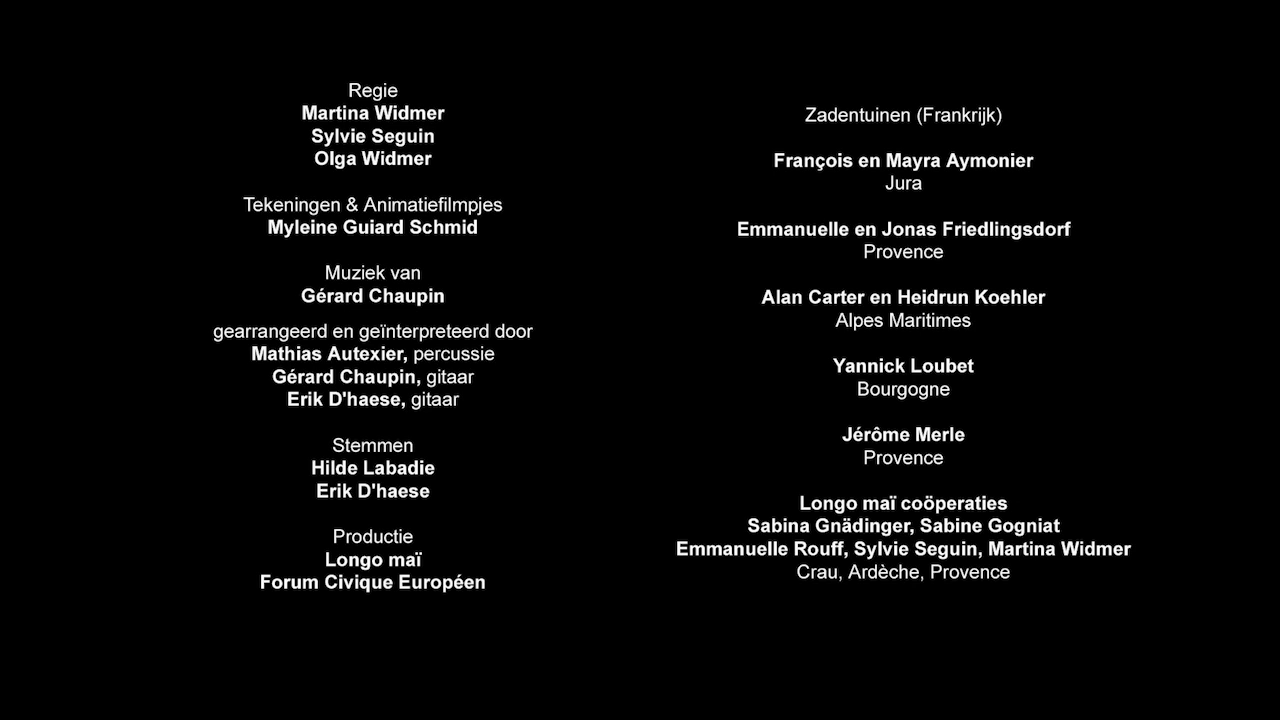 Regie
Martina Widmer
Sylvie Seguin
Olga Widmer
Tekeningen & Animatiefilmpjes
Myleine Guiard Schmid
Muziek van
Gérard Chaupin
gearrangeerd en geïnterpreteerd door
Mathias Autexier, percussie
Gérard Chaupin, gitaar
Erik D'haese, gitaar
Stemmen
Hilde Labadie
Erik D'haese
Productie
Longo maï
Forum Civique Européen
Zadentuinen (Frankrijk)
François en Mayra Aymonier
Jura
Emmanuelle en Jonas Friedlingsdorf
Provence
Alan Carter en Heidrun Koehler
Alpes Maritimes
Yannick Loubet
Bourgogne
Jérôme Merle
Provence
Longo maï coöperaties
Sabina Gnädinger, Sabine Gogniat
Emmanuelle Rouff, Sylvie Seguin, Martina Widmer
Crau, Ardèche, Provence